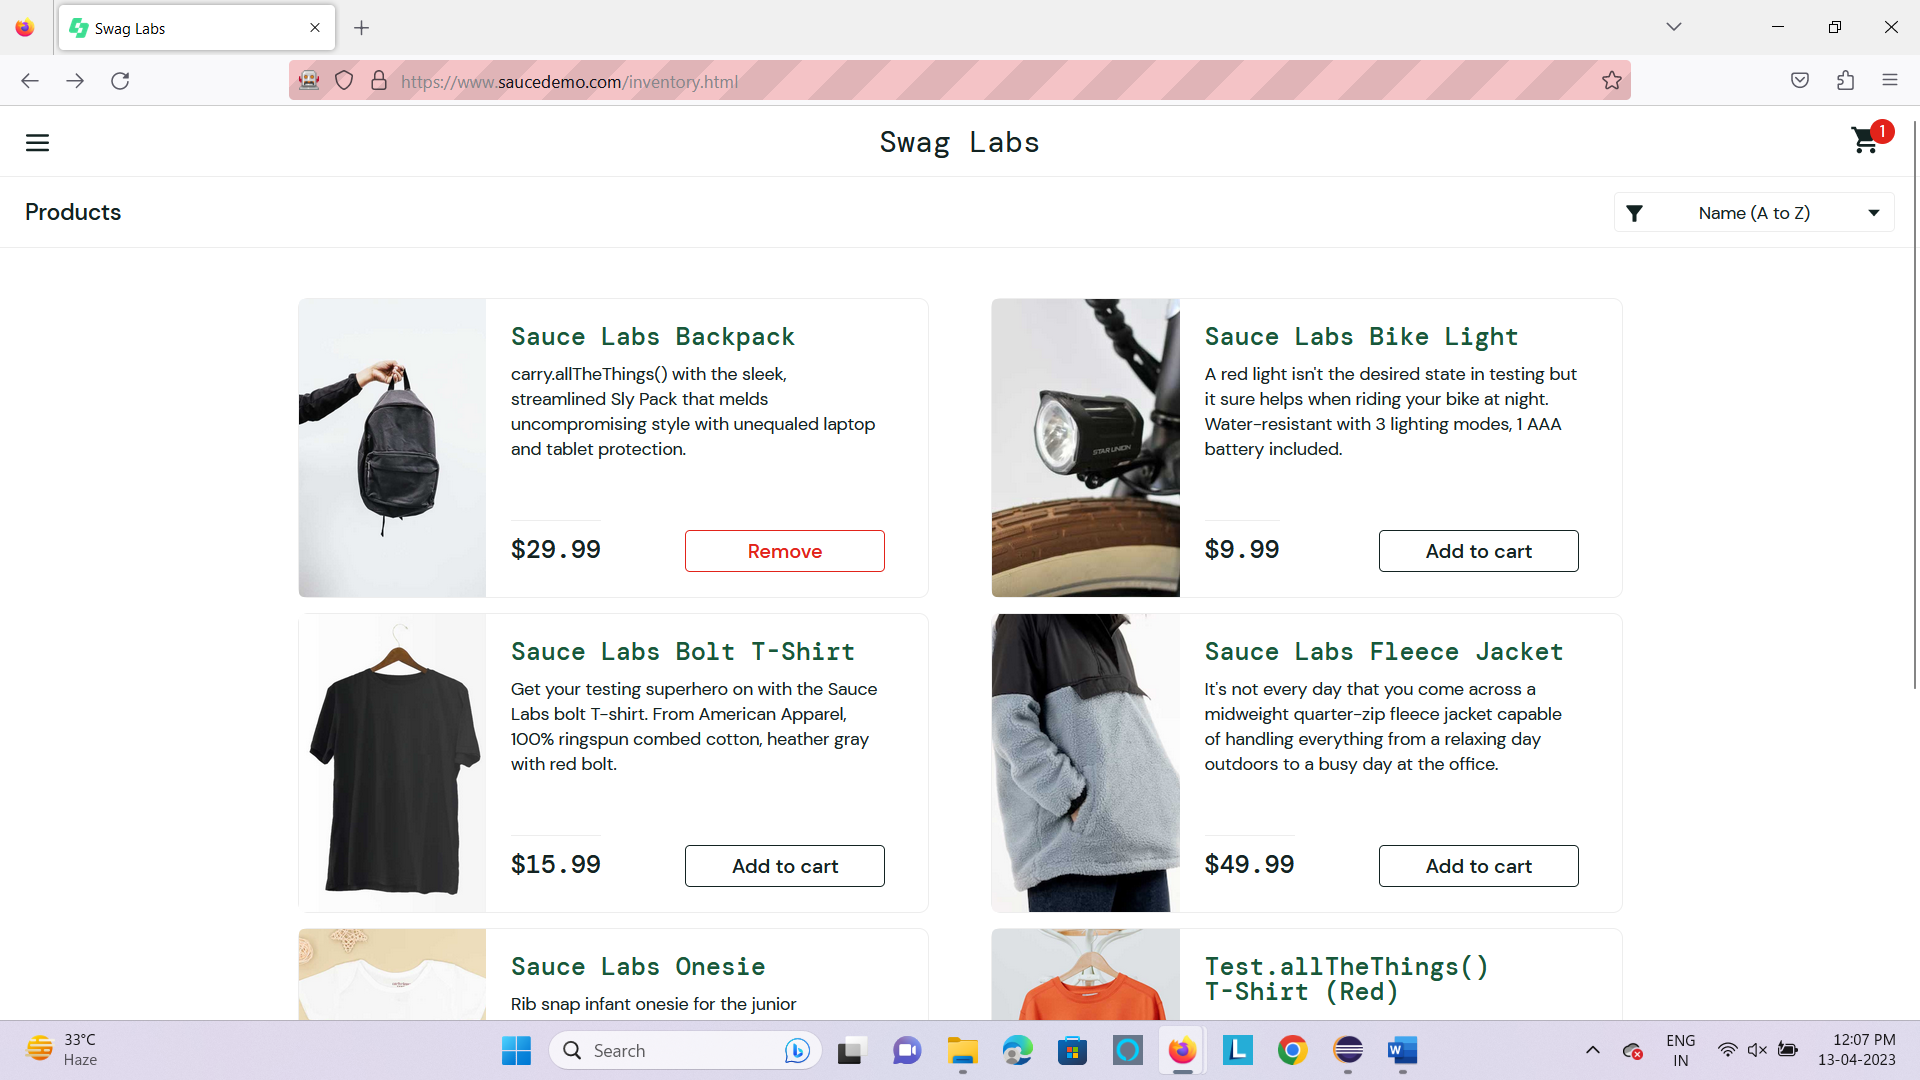 Swag Labs
https://www.saucedemo.com/inventory.html
Swag Labs
1
Products
Name (A to Z)
Sauce Labs Backpack
carry.allTheThings() with the sleek,
streamlined Sly Pack that melds
uncompromising style with unequaled laptop
and tablet protection.
$29.99
Remove
Sauce Labs Bike Light
A red light isn't the desired state in testing but
it sure helps when riding your bike at night.
Water-resistant with 3 lighting modes, 1 AAA
battery included.
STAR UNION
$9.99
Add to cart
Sauce Labs Bolt T-Shirt
Get your testing superhero on with the Sauce
Labs bolt T-shirt. From American Apparel,
100% ringspun combed cotton, heather gray
with red bolt.
$15.99
Add to cart
Sauce Labs Fleece Jacket
It's not every day that you come across a
midweight quarter-zip fleece jacket capable
of handling everything from a relaxing day
outdoors to a busy day at the office.
$49.99
Add to cart
Sauce Labs Onesie
Rib snap infant onesie for the junior
Test.allTheThings()
T-Shirt (Red)
33°C
Haze
Search
L
W
ENG
IN
12:07 PM
13-04-2023